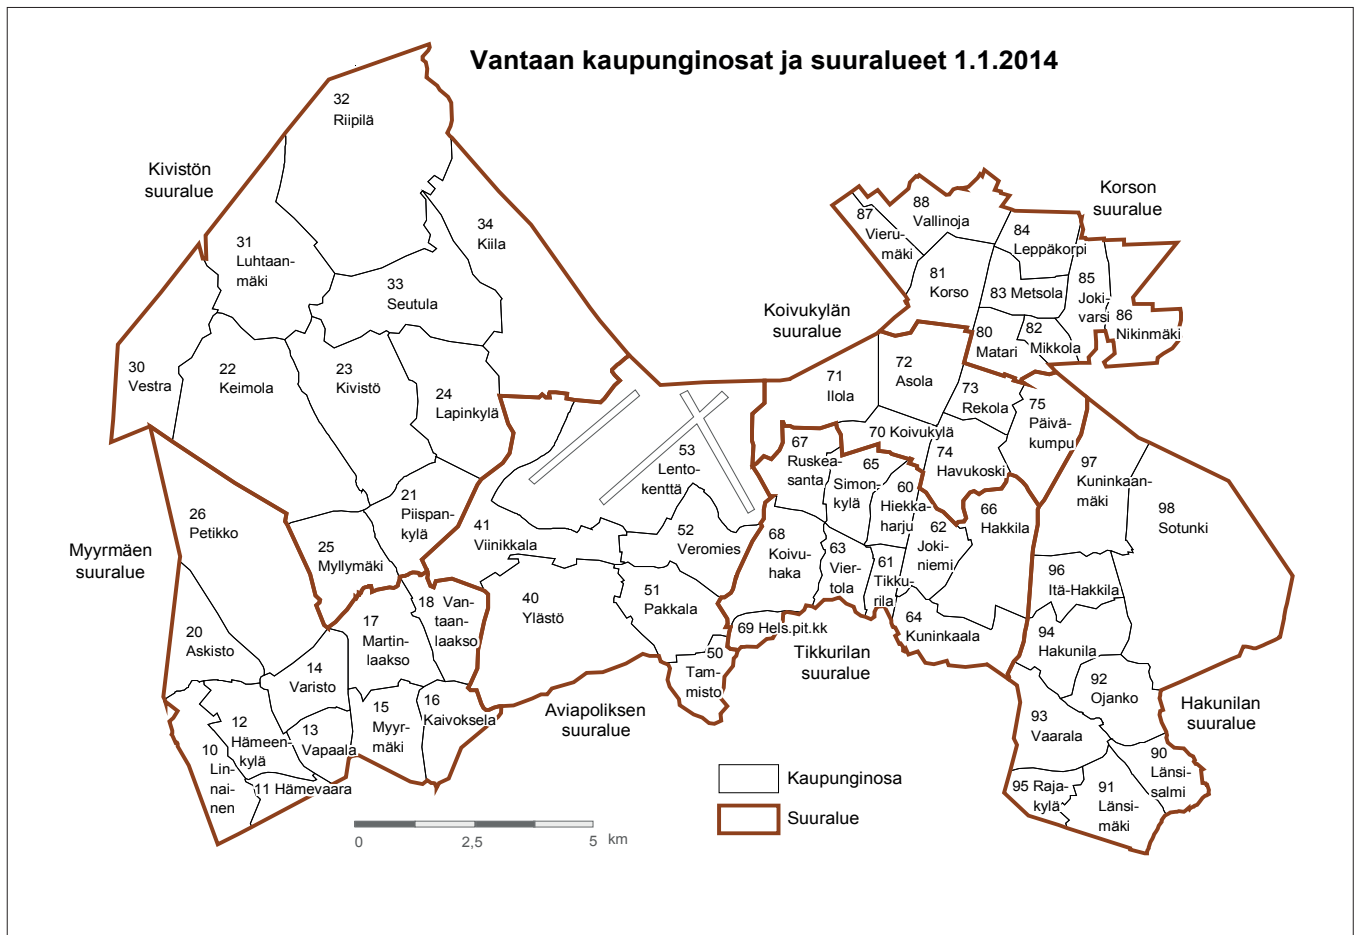 Vantaan kaupunginosat ja suuralueet 1.1.2014
Kivistön
suuralue
32
Riipilä
31
Luhtaan-
mäki
34
Kiila
33
Seutula
30
Vestra
22
Keimola
23
Kivistö
24
Lapinkylä
21
Piispan-
kylä
25
Myllymäki
Myyrmäen
suuralue
26
Petikko
20
Askisto
18 Van-
taan-
laakso
17
Martin-
laakso
14
Varisto
16
Kaivoksela
15
Myyr-
mäki
13
Vapaala
12
Hämeen-
kylä
10
Lin-
nai-
nen
11 Hämevaara
Aviapoliksen
suuralue
53
Lento-
kenttä
41
Viinikkala
52
Veromies
40
Ylästö
51
Pakkala
50
Tam-
misto
Korson
suuralue
88
Vallinoja
87
Vieru-
mäki
84
Leppäkorpi
81
Korso
83 Metsola
85
Joki-
varsi
86
Nikinmäki
80
Matari
82
Mikkola
Koivukylän
suuralue
71
Ilola
72
Asola
73
Rekola
75
Päivä-
kumpu
70 Koivukylä
74
Havukoski
Tikkurilan
suuralue
67
Ruskea-
santa
65
Simon-
kylä
60
Hiekka-
harju
66
Hakkila
62
Joki-
niemi
68
Koivu-
haka
63
Vier-
tola
61
Tikku-
rila
64
Kuninkaala
69 Hels.pit.kk
Hakunilan
suuralue
97
Kuninkaan-
mäki
98
Sotunki
96
Itä-Hakkila
94
Hakunila
92
Ojanko
93
Vaarala
90
Länsi-
salmi
95 Raja-
kylä
91
Länsi-
mäki
Kaupunginosa
Suuralue
0 2,5 5 km